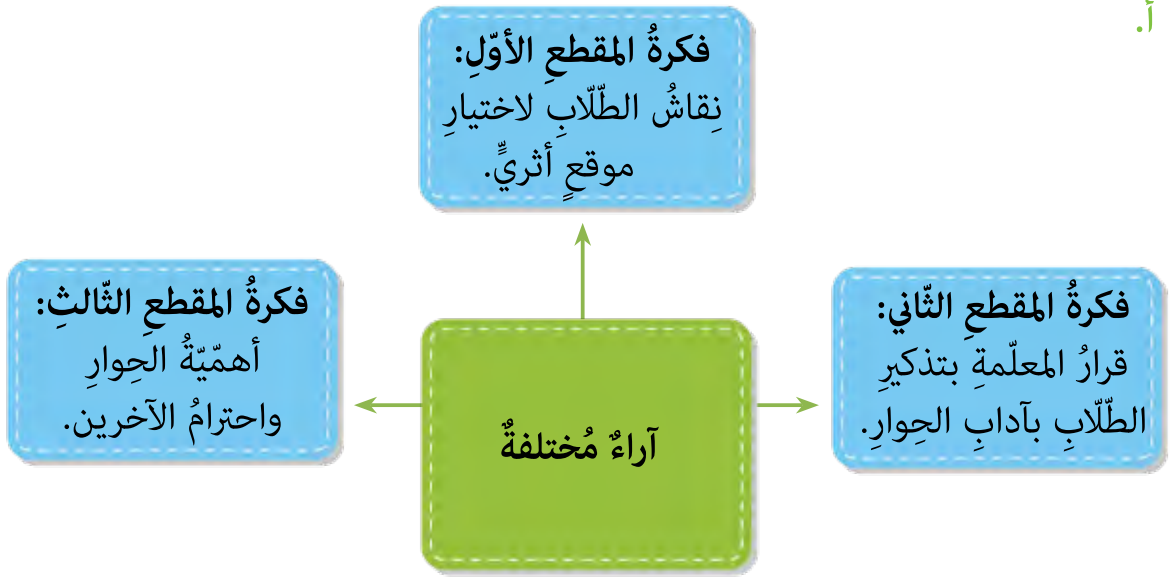 أ.
فكرةُ المقطعِ الأوّلِ:
نِقاشُ الطّلّابِ لاختيارِ
موقعٍ أثريٍّ.
فكرةُ المقطعِ الثّاني:
قرارُ المعلّمةِ بتذكيرِ
الطّلّابِ بآدابِ الحِوارِ.
فكرةُ المقطعِ الثّالثِ:
أهمّيّةُ الحِوارِ
واحترامُ الآخرين.
آراءٌ مُختلفةٌ